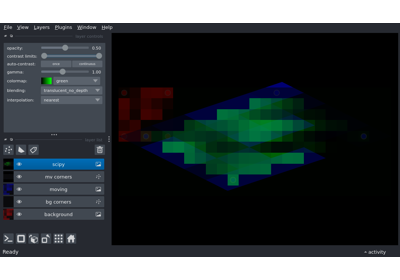 File View Layers Plugins Window Help
opacity: 0.50
contrast limits:
auto-contrast: once continuous
gamma: 1.00
colormap: green
blending: translucent_no_depth
interpolation: nearest
scipy
mv corners
moving
bg corners
background
Ready
activity